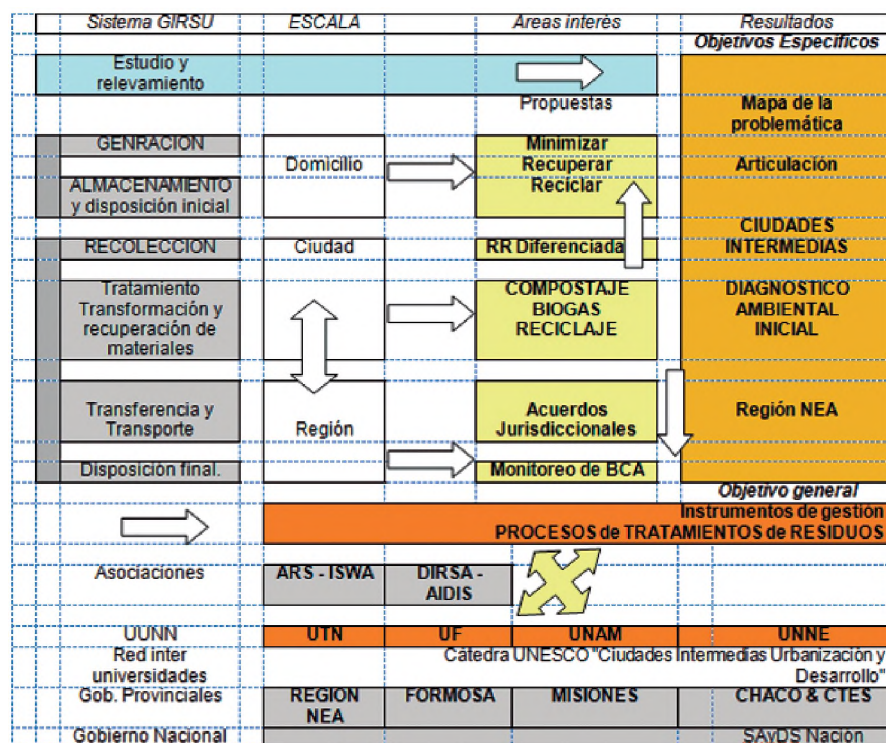 Sistema GIRSU ESCALA Areas interés Resultados
Objetivos Específicos
Estudio y
relevamiento
Propuestas
Mapa de la
problemática
GENRACION
Domicilio
Minimizar
Recuperar
Reciclar
Articulación
ALMACENAMIENTO
y disposición inicial
RECOLECCION
Ciudad
RR Diferenciada
CIUDADES
INTERMEDIAS
Tratamiento
Transformación y
recuperación de
materiales
COMPOSTAJE
BIOGAS
RECICLAJE
DIAGNOSTICO
AMBIENTAL
INICIAL
Transferencia y
Transporte
Región
Acuerdos
Jurisdiccionales
Región NEA
Disposición final.
Monitoreo de BCA
Objetivo general
Instrumentos de gestión
PROCESOS de TRATAMIENTOS de RESIDUOS
Asociaciones
ARS - ISWA
DIRSA -
AIDIS
UUNN
UTN
UF
UNAM
UNNE
Red inter
universidades
Cátedra UNESCO "Ciudades Intermedias Urbanización y
Desarrollo"
Gob. Provinciales
REGION
NEA
FORMOSA
MISIONES
CHACO & CTES
Gobierno Nacional
SAyDS Nación